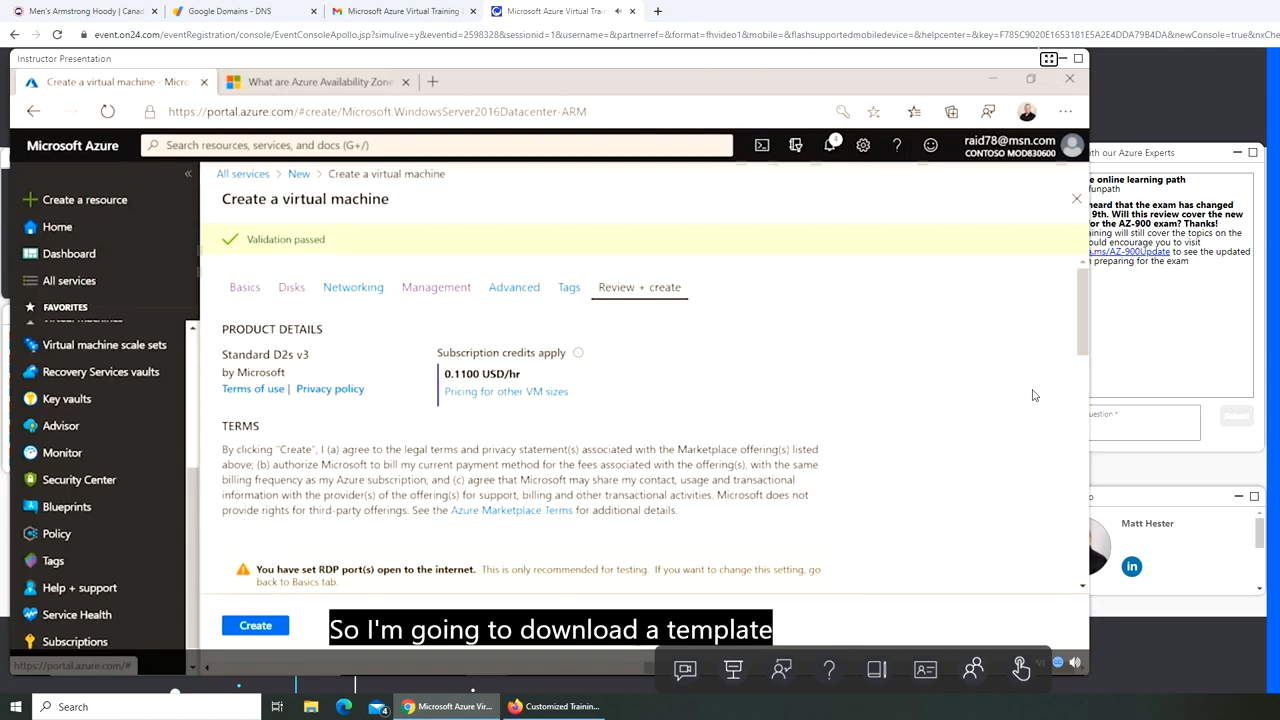 Men's Armstrong Hoody | Canad
Google Domains - DNS
Microsoft Azure Virtual Training
Microsoft Azure Virtual Train
event.on24.com/eventRegistration/console/EventConsoleApollo.jsp?simulive=y&eventid=2598328&sessionid=1&username=&partnerref=&format=fhvideo1&mobile=&flashsupportedmobiledevice=&helpcenter=&key=F785C9020E1653181E5A2E4DDA79B4DA&newConsole=true&nxChe
Instructor Presentation
Create a virtual machine - Micro
What are Azure Availability Zone
https://portal.azure.com/#create/Microsoft.WindowsServer2016Datacenter-ARM
Microsoft Azure
Search resources, services, and docs (G+/)
4
raid78@msn.com
CONTOSO MOD830600
Create a resource
Home
Dashboard
All services
FAVORITES
Virtual machine scale sets
Recovery Services vaults
Key vaults
Advisor
Monitor
Security Center
Blueprints
Policy
Tags
Help + support
Service Health
Subscriptions
https://portal.azure.com/#
All services > New > Create a virtual machine
Create a virtual machine
Validation passed
Basics Disks Networking Management Advanced Tags Review + create
PRODUCT DETAILS
Standard D2s v3
by Microsoft
Terms of use | Privacy policy
Subscription credits apply
0.1100 USD/hr
Pricing for other VM sizes
TERMS
By clicking "Create", I (a) agree to the legal terms and privacy statement(s) associated with the Marketplace offering(s) listed
above; (b) authorize Microsoft to bill my current payment method for the fees associated with the offering(s), with the same
billing frequency as my Azure subscription; and (c) agree that Microsoft may share my contact, usage and transactional
information with the provider(s) of the offering(s) for support, billing and other transactional activities. Microsoft does not
provide rights for third-party offerings. See the Azure Marketplace Terms for additional details.
You have set RDP port(s) open to the internet. This is only recommended for testing. If you want to change this setting, go
back to Basics tab.
Create
So I'm going to download a template
th our Azure Experts
e online learning path
funpath
heard that the exam has changed
9th. Will this review cover the new
for the AZ-900 exam? Thanks!
aining will still cover the topics on the
ould encourage you to visit
a.ms/AZ-900Update to see the updated
n preparing for the exam
uestion *
Submit
Matt Hester
in
Search
4
Microsoft Azure Vir...
Customized Trainin...